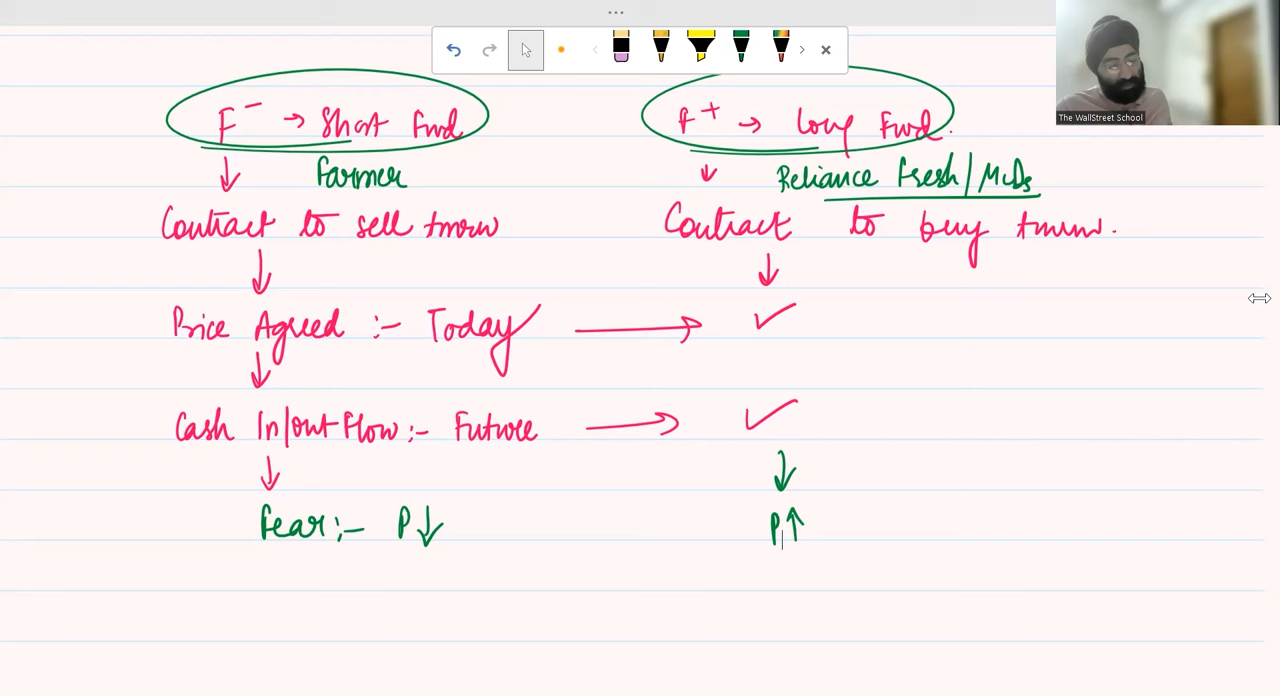 F⁻ → Short Fwd
F⁺ → Long Fwd.
The WallStreet School
Farmer
Reliance Fresh/McDs
Contract to sell tmrw
Contract to buy tmrw.
Price Agreed :- Today → ✓
Cash In/out Flow :- Future → ✓
Fear :- P↓
P↑